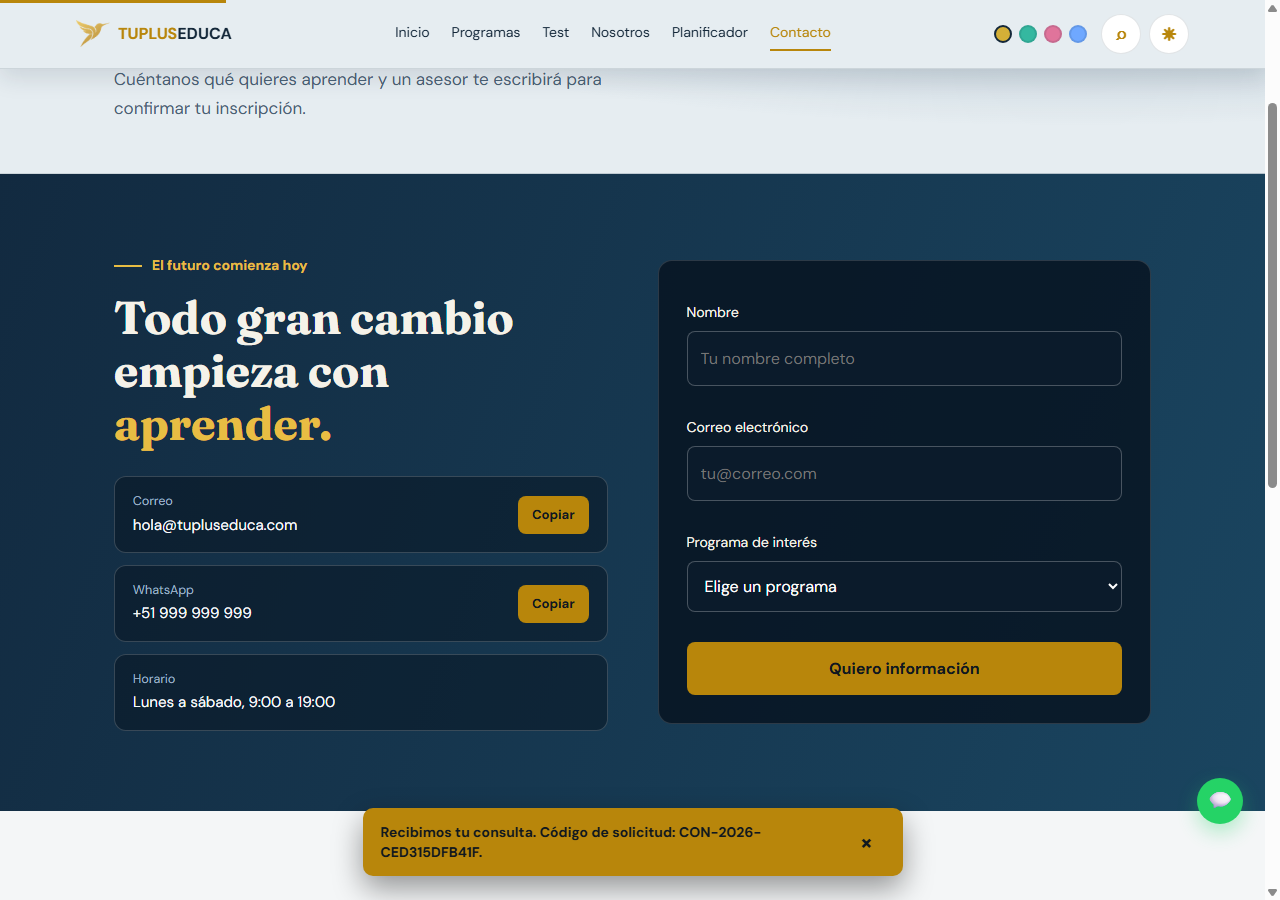 TUPLUSEDUCA
Inicio
Programas
Test
Nosotros
Planificador
Contacto
Cuéntanos qué quieres aprender y un asesor te escribirá para
confirmar tu inscripción.
El futuro comienza hoy
Todo gran cambio
empieza con
aprender.
Correo
hola@tupluseduca.com
Copiar
WhatsApp
+51 999 999 999
Copiar
Horario
Lunes a sábado, 9:00 a 19:00
Nombre
Tu nombre completo
Correo electrónico
tu@correo.com
Programa de interés
Elige un programa
Quiero información
Recibimos tu consulta. Código de solicitud: CON-2026-
CED315DFB41F.